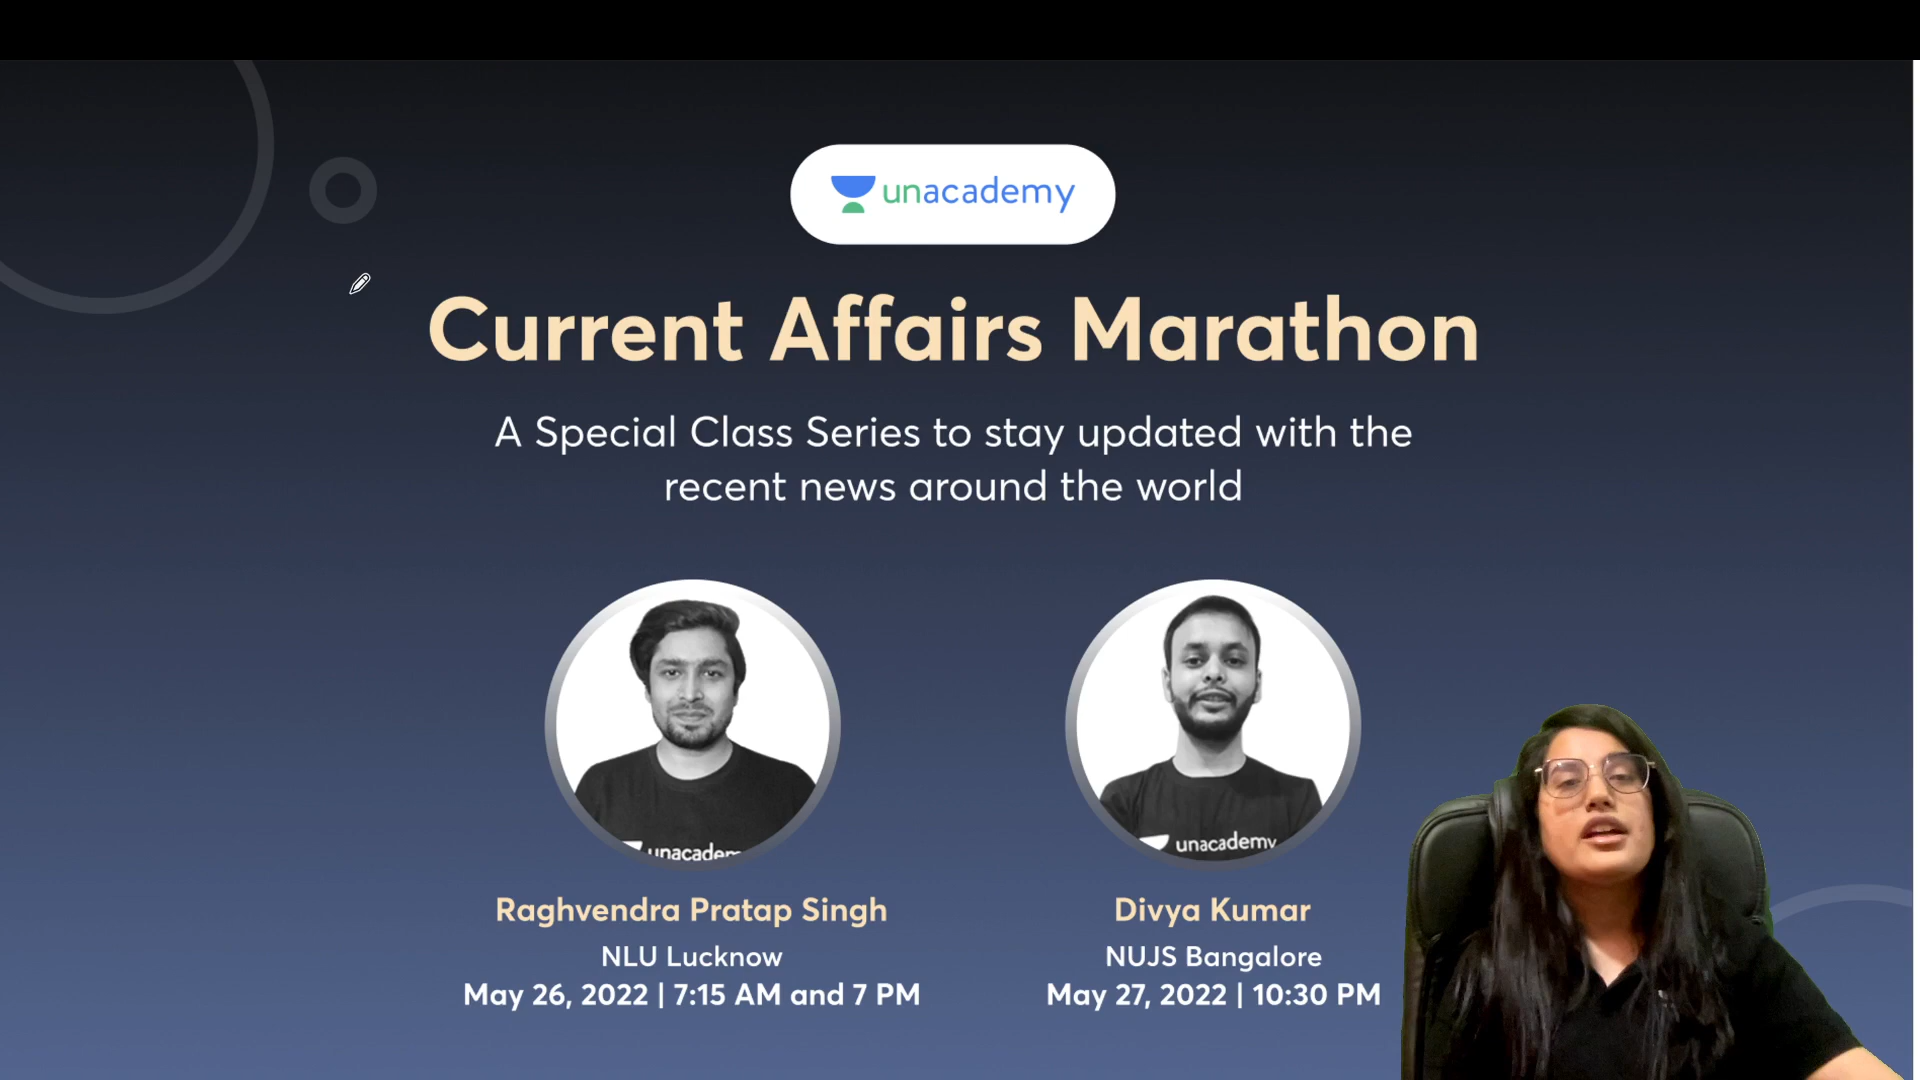 unacademy
Current Affairs Marathon
A Special Class Series to stay updated with the
recent news around the world
unacademy
unacademy
Raghvendra Pratap Singh
NLU Lucknow
May 26, 2022 | 7:15 AM and 7 PM
Divya Kumar
NUJS Bangalore
May 27, 2022 | 10:30 PM